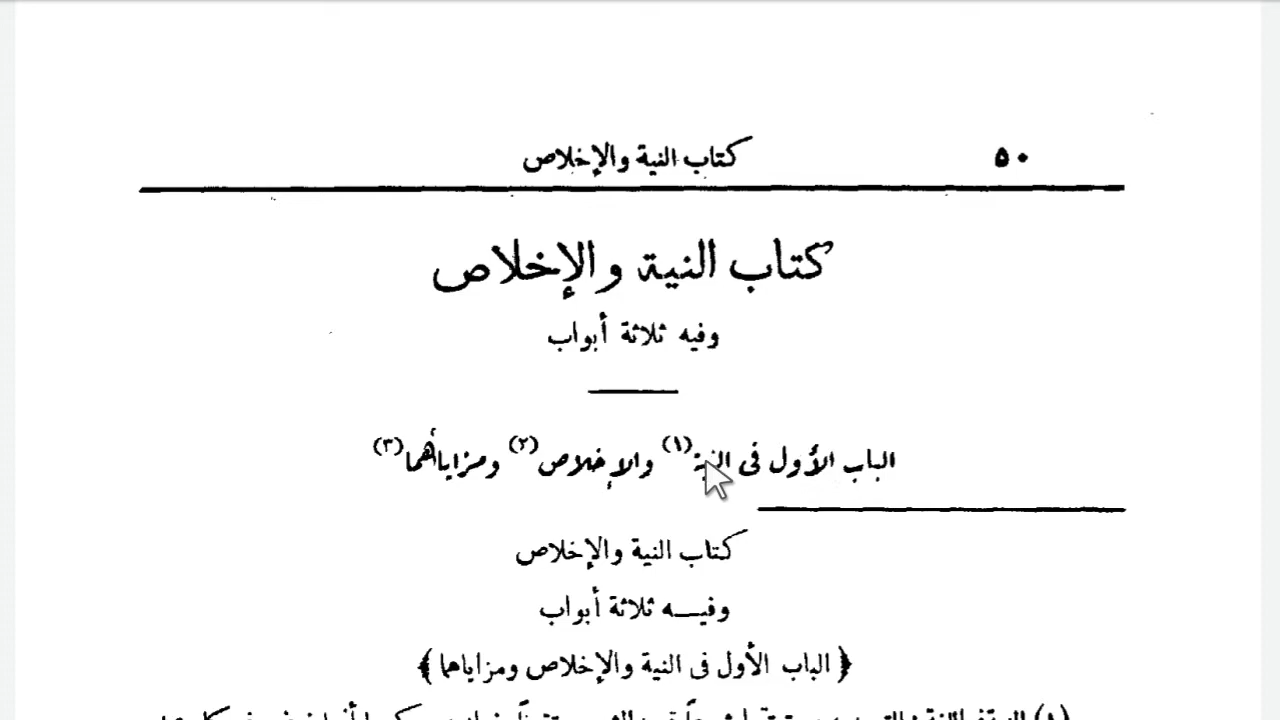 ٥٠ كتاب النية والإخلاص
كتاب النية والإخلاص
وفيه ثلاثة أبواب
الباب الأول فى النية (١) والإخلاص (٢) ومزاياهما (٣)
كتاب النية والإخلاص
وفيـــه ثلاثة أبواب
﴿ الباب الأول فى النية والإخلاص ومزاياهما ﴾